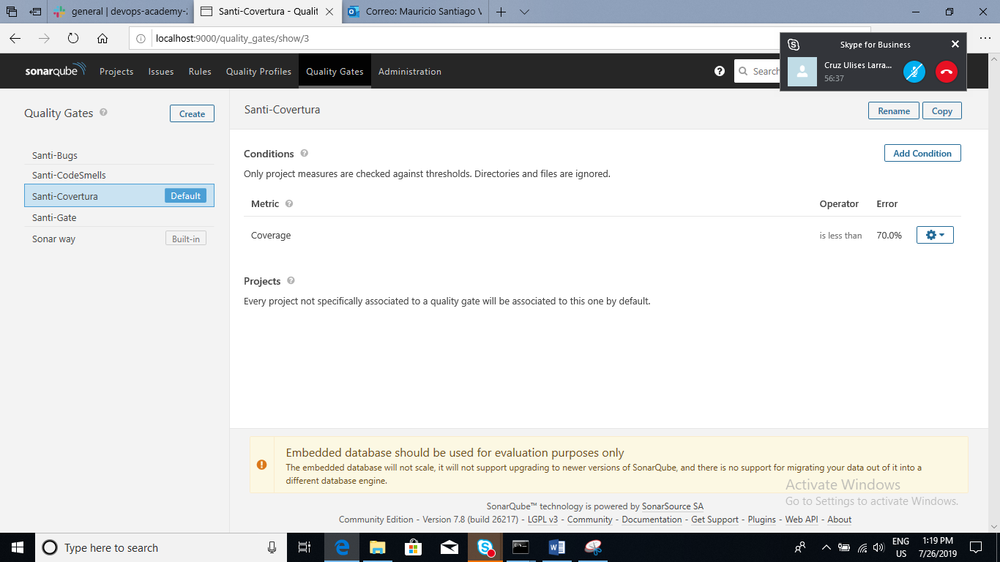 general | devops-academy-2
Santi-Covertura - Qualit
Correo: Mauricio Santiago V
localhost:9000/quality_gates/show/3
Skype for Business
Cruz Ulises Larra...
56:37
sonarqube
Projects
Issues
Rules
Quality Profiles
Quality Gates
Administration
Search
Quality Gates
Create
Santi-Bugs
Santi-CodeSmells
Santi-Covertura
Default
Santi-Gate
Sonar way
Built-in
Santi-Covertura
Rename
Copy
Conditions
Add Condition
Only project measures are checked against thresholds. Directories and files are ignored.
Metric
Operator
Error
Coverage
is less than
70.0%
Projects
Every project not specifically associated to a quality gate will be associated to this one by default.
Embedded database should be used for evaluation purposes only
The embedded database will not scale, it will not support upgrading to newer versions of SonarQube, and there is no support for migrating your data out of it into a
different database engine.
Activate Windows
Go to Settings to activate Windows.
SonarQube™ technology is powered by SonarSource SA
Community Edition - Version 7.8 (build 26217) - LGPL v3 - Community - Documentation - Get Support - Plugins - Web API - About
Type here to search
ENG
US
1:19 PM
7/26/2019